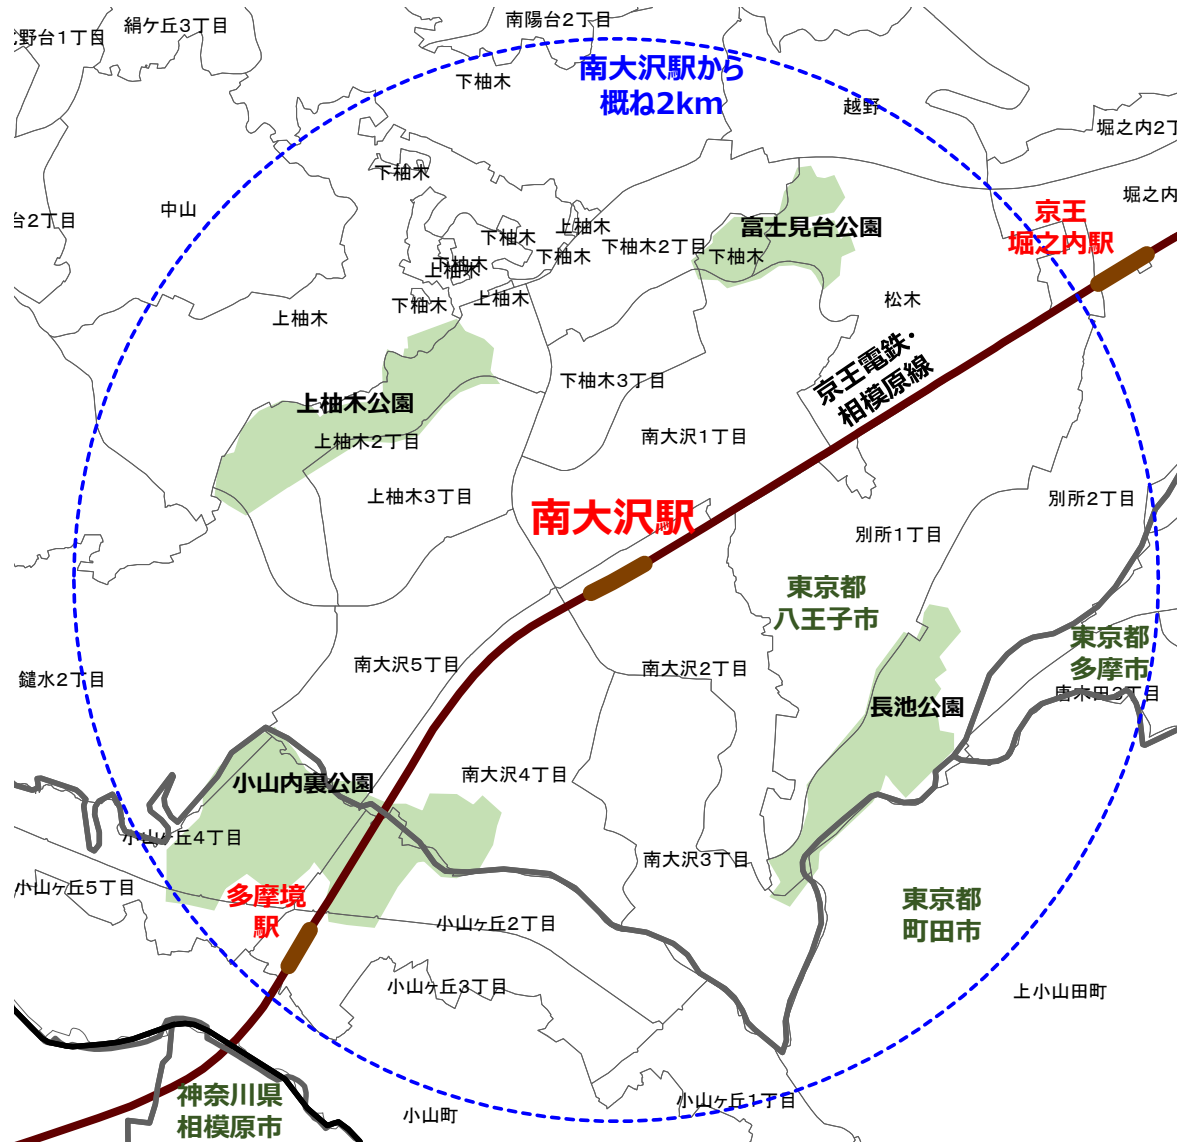 南陽台2丁目
絹ケ丘3丁目
野台1丁目
南大沢駅から
概ね2km
下柚木
越野
堀之内2丁
下柚木
堀之内
中山
台2丁目
京王
堀之内駅
上柚木
富士見台公園
下柚木
下柚木2丁目
下柚木
下柚木
下柚木
上柚木
上柚木
下柚木
松木
上柚木
京王電鉄・
相模原線
下柚木3丁目
上柚木公園
南大沢1丁目
上柚木2丁目
上柚木3丁目
別所2丁目
南大沢駅
別所1丁目
東京都
八王子市
東京都
多摩市
南大沢5丁目
南大沢2丁目
鑓水2丁目
唐木田3丁目
長池公園
南大沢4丁目
小山内裏公園
小山ヶ丘4丁目
南大沢3丁目
小山ヶ丘5丁目
多摩境
駅
東京都
町田市
小山ヶ丘2丁目
小山ヶ丘3丁目
上小山田町
神奈川県
相模原市
小山ヶ丘1丁目
小山町